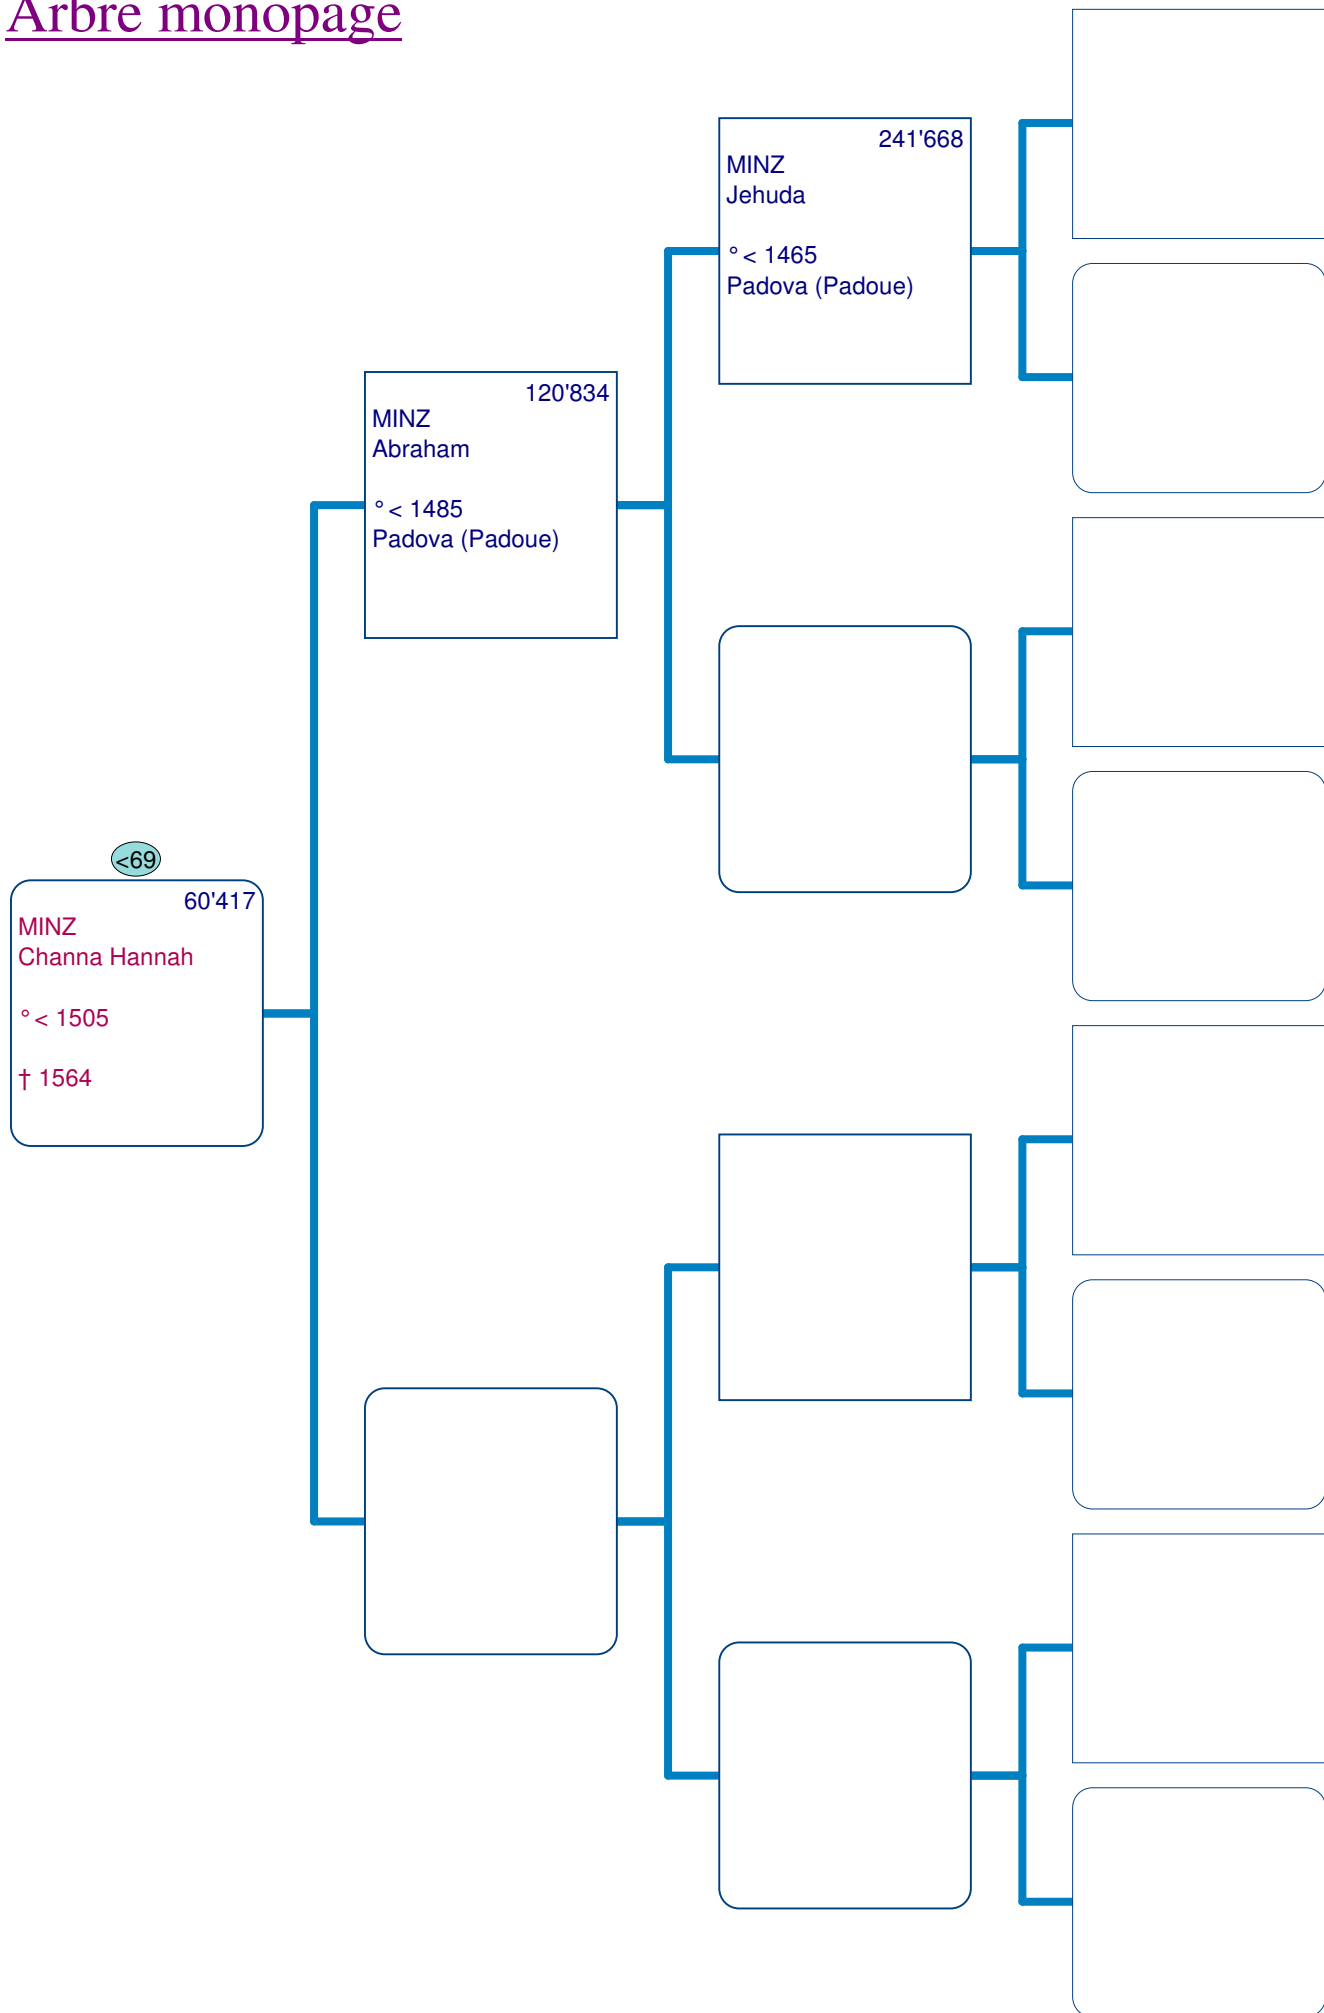 Arbre monopage
241'668
MINZ
Jehuda
° < 1465
Padova (Padoue)
120'834
MINZ
Abraham
° < 1485
Padova (Padoue)
<69
60'417
MINZ
Channa Hannah
° < 1505
† 1564